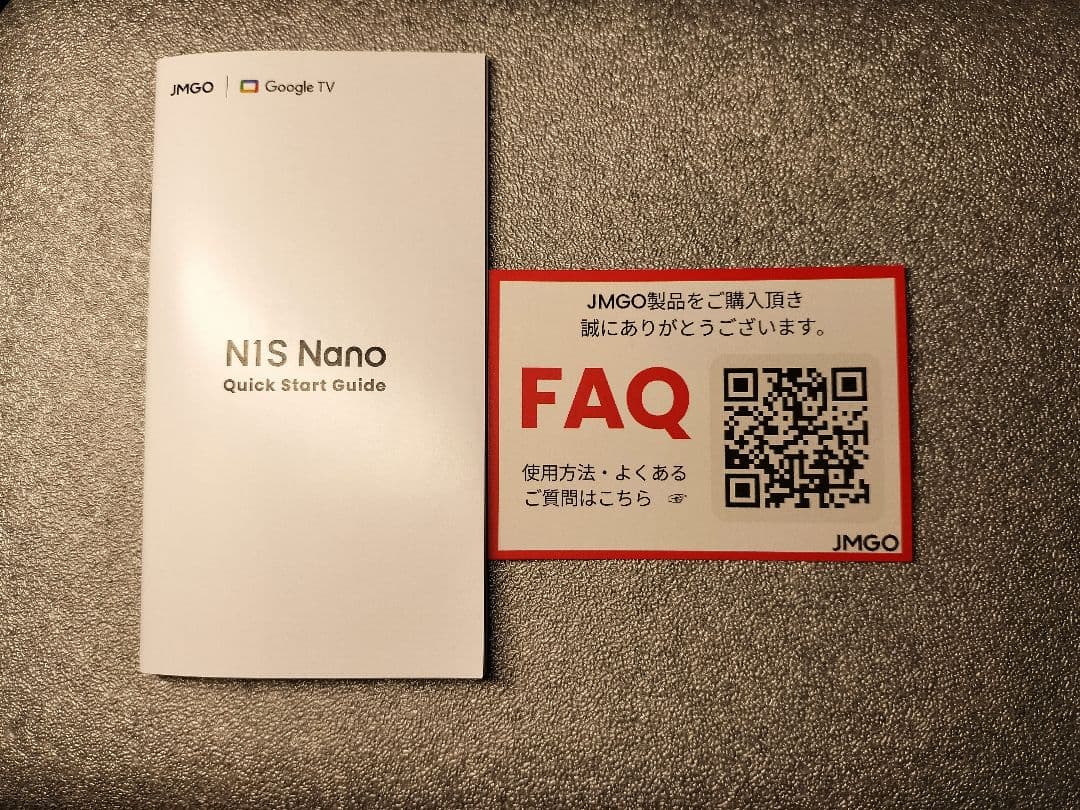 JMGO | Google TV
N1S Nano
Quick Start Guide
JMGO製品をご購入頂き
誠にありがとうございます。
FAQ
使用方法・よくある
ご質問はこちら ☞
JMGO